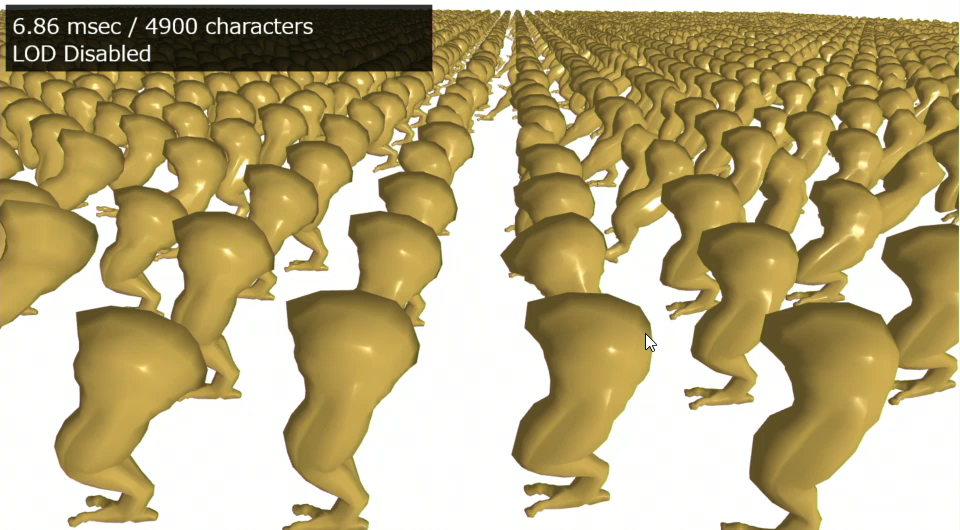 6.86 msec / 4900 characters
LOD Disabled